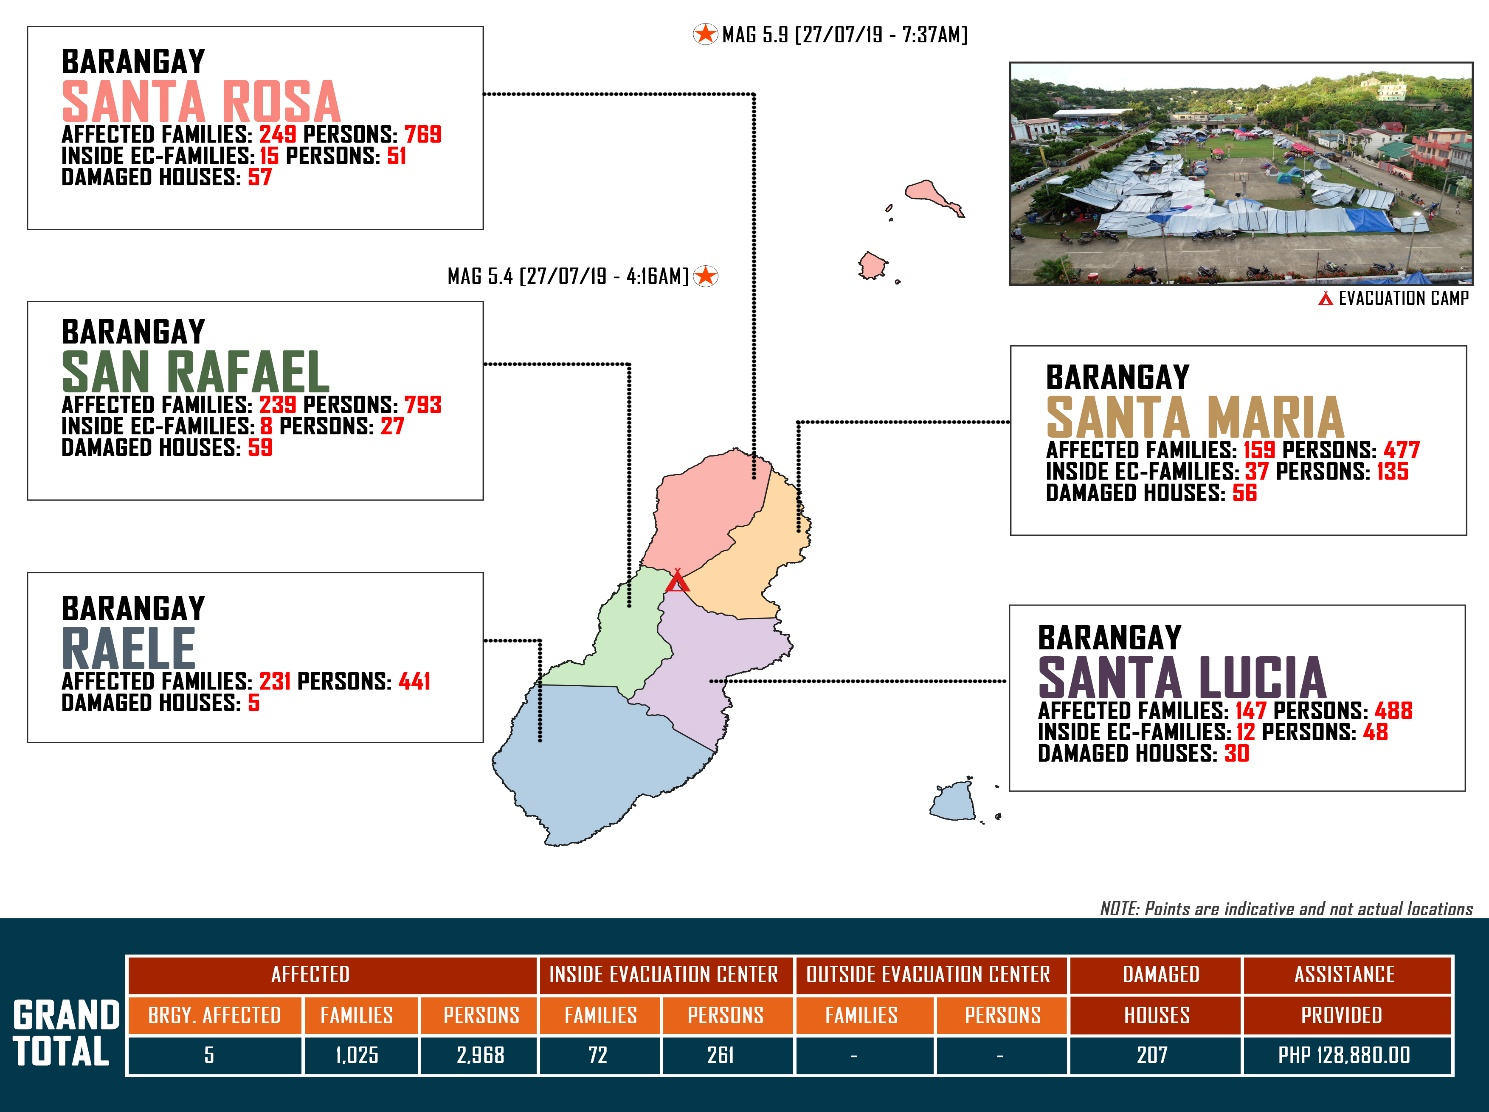 MAG 5.9 [27/07/19 - 7:37AM]
BARANGAY
SANTA ROSA
AFFECTED FAMILIES: 249 PERSONS: 769
INSIDE EC-FAMILIES: 15 PERSONS: 51
DAMAGED HOUSES: 57
MAG 5.4 [27/07/19 - 4:16AM]
EVACUATION CAMP
BARANGAY
SAN RAFAEL
AFFECTED FAMILIES: 239 PERSONS: 793
INSIDE EC-FAMILIES: 8 PERSONS: 27
DAMAGED HOUSES: 59
BARANGAY
SANTA MARIA
AFFECTED FAMILIES: 159 PERSONS: 477
INSIDE EC-FAMILIES: 37 PERSONS: 135
DAMAGED HOUSES: 56
BARANGAY
RAELE
AFFECTED FAMILIES: 231 PERSONS: 441
DAMAGED HOUSES: 5
BARANGAY
SANTA LUCIA
AFFECTED FAMILIES: 147 PERSONS: 488
INSIDE EC-FAMILIES: 12 PERSONS: 48
DAMAGED HOUSES: 30
NOTE: Points are indicative and not actual locations
GRAND TOTAL
AFFECTED INSIDE EVACUATION CENTER OUTSIDE EVACUATION CENTER DAMAGED ASSISTANCE
BRGY. AFFECTED FAMILIES PERSONS FAMILIES PERSONS FAMILIES PERSONS HOUSES PROVIDED
5 1,025 2,968 72 261 - - 207 PHP 128,880.00